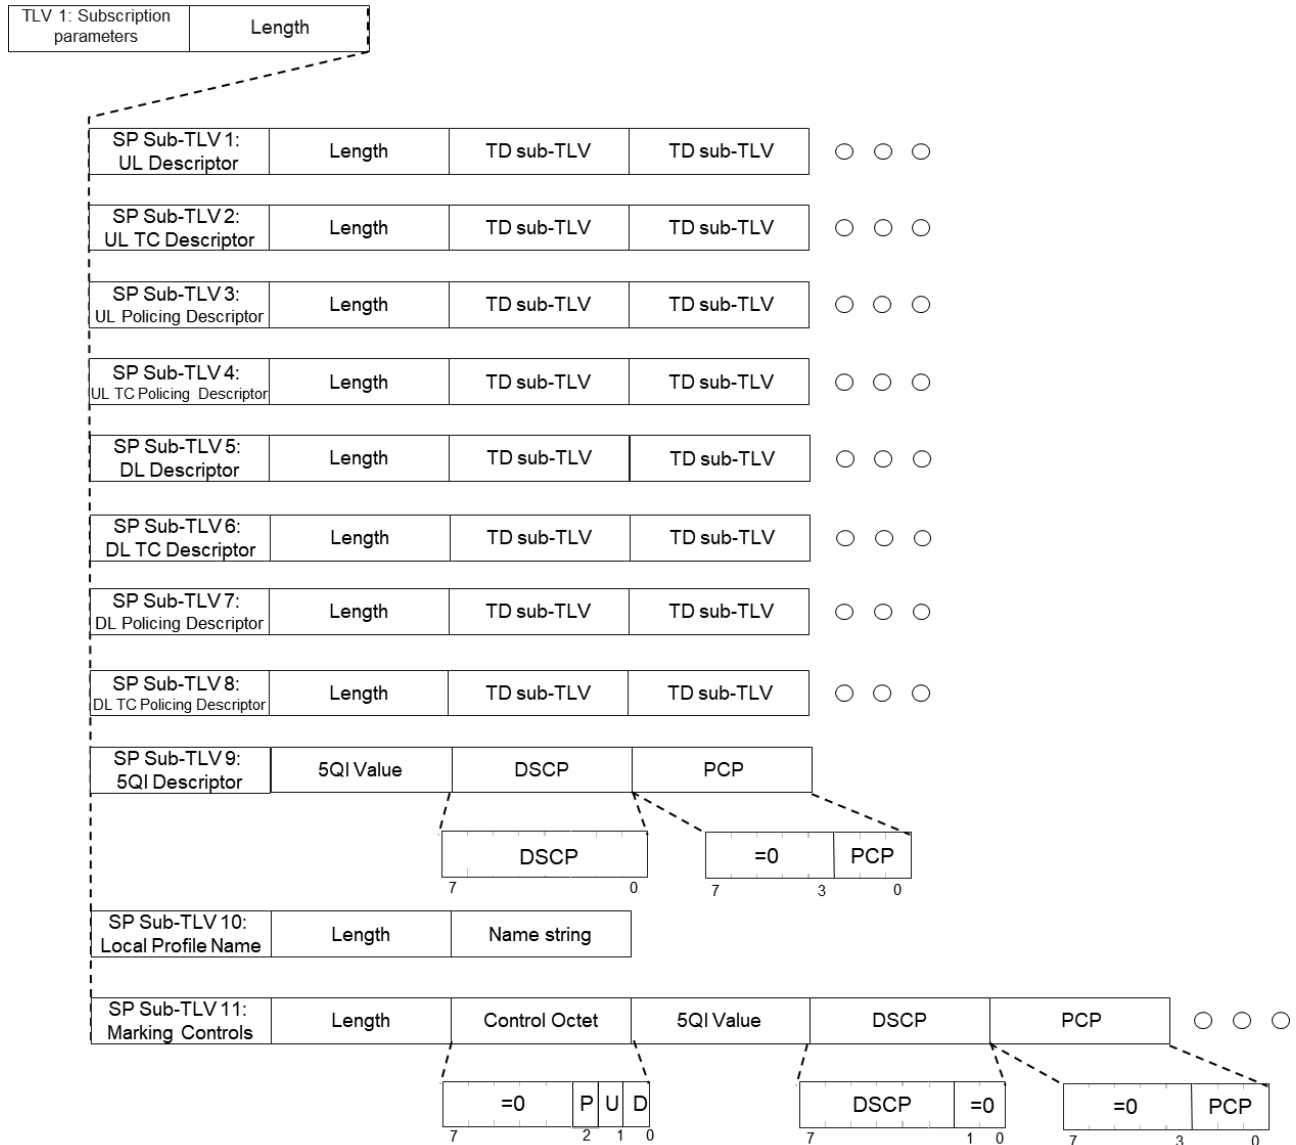 TLV 1: Subscription
parameters
Length
SP Sub-TLV 1:
UL Descriptor
Length
TD sub-TLV
TD sub-TLV
SP Sub-TLV 2:
UL TC Descriptor
Length
TD sub-TLV
TD sub-TLV
SP Sub-TLV 3:
UL Policing Descriptor
Length
TD sub-TLV
TD sub-TLV
SP Sub-TLV 4:
UL TC Policing Descriptor
Length
TD sub-TLV
TD sub-TLV
SP Sub-TLV 5:
DL Descriptor
Length
TD sub-TLV
TD sub-TLV
SP Sub-TLV 6:
DL TC Descriptor
Length
TD sub-TLV
TD sub-TLV
SP Sub-TLV 7:
DL Policing Descriptor
Length
TD sub-TLV
TD sub-TLV
SP Sub-TLV 8:
DL TC Policing Descriptor
Length
TD sub-TLV
TD sub-TLV
SP Sub-TLV 9:
5QI Descriptor
5QI Value
DSCP
PCP
DSCP
7 0
=0 PCP
7 3 0
SP Sub-TLV 10:
Local Profile Name
Length
Name string
SP Sub-TLV 11:
Marking Controls
Length
Control Octet
5QI Value
DSCP
PCP
=0 P U D
7 2 1 0
DSCP =0
7 1 0
=0 PCP
7 3 0